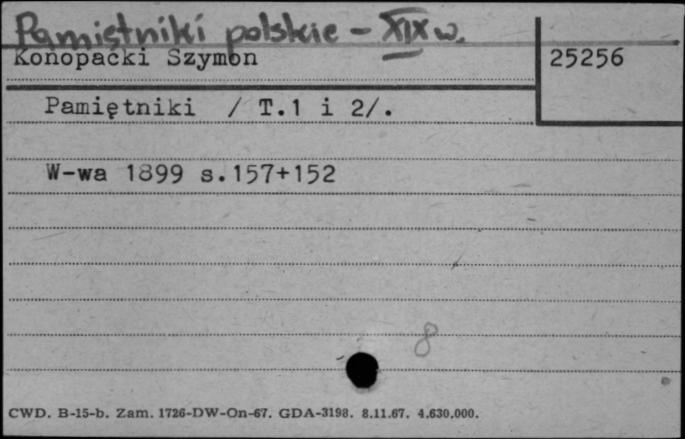 Pamiętniki polskie - XIX w.
Konopacki Szymon
25256
Pamiętniki / T.1 i 2/.
W-wa 1899 s.157+152
8
CWD. B-15-b. Zam. 1726-DW-On-67. GDA-3198. 8.11.67. 4.630.000.